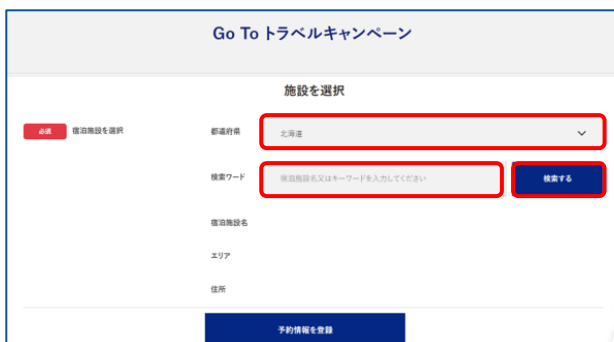 Go To トラベルキャンペーン
施設を選択
必須 宿泊施設を選択 都道府県 北海道
検索ワード 宿泊施設名又はキーワードを入力してください 検索する
宿泊施設名
エリア
住所
予約情報を登録